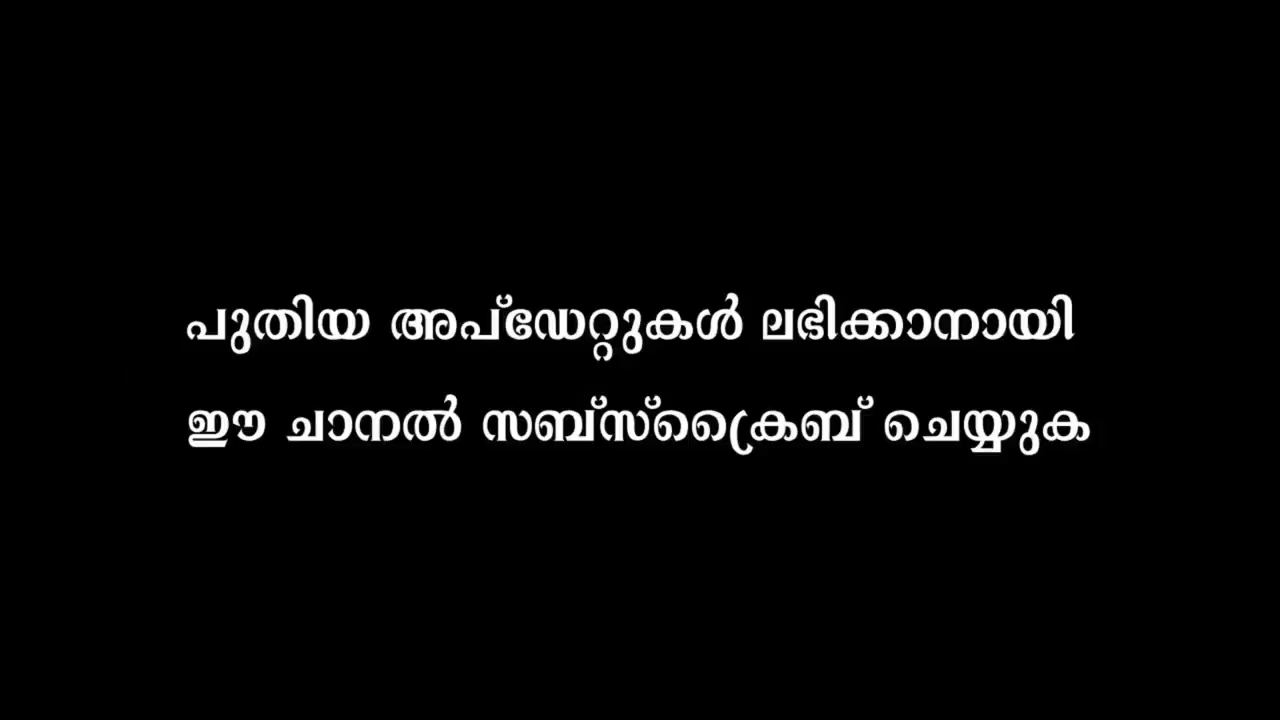 പുതിയ അപ്ഡേറ്റുകൾ ലഭിക്കാനായി
ഈ ചാനൽ സബ്സ്ക്രൈബ് ചെയ്യുക